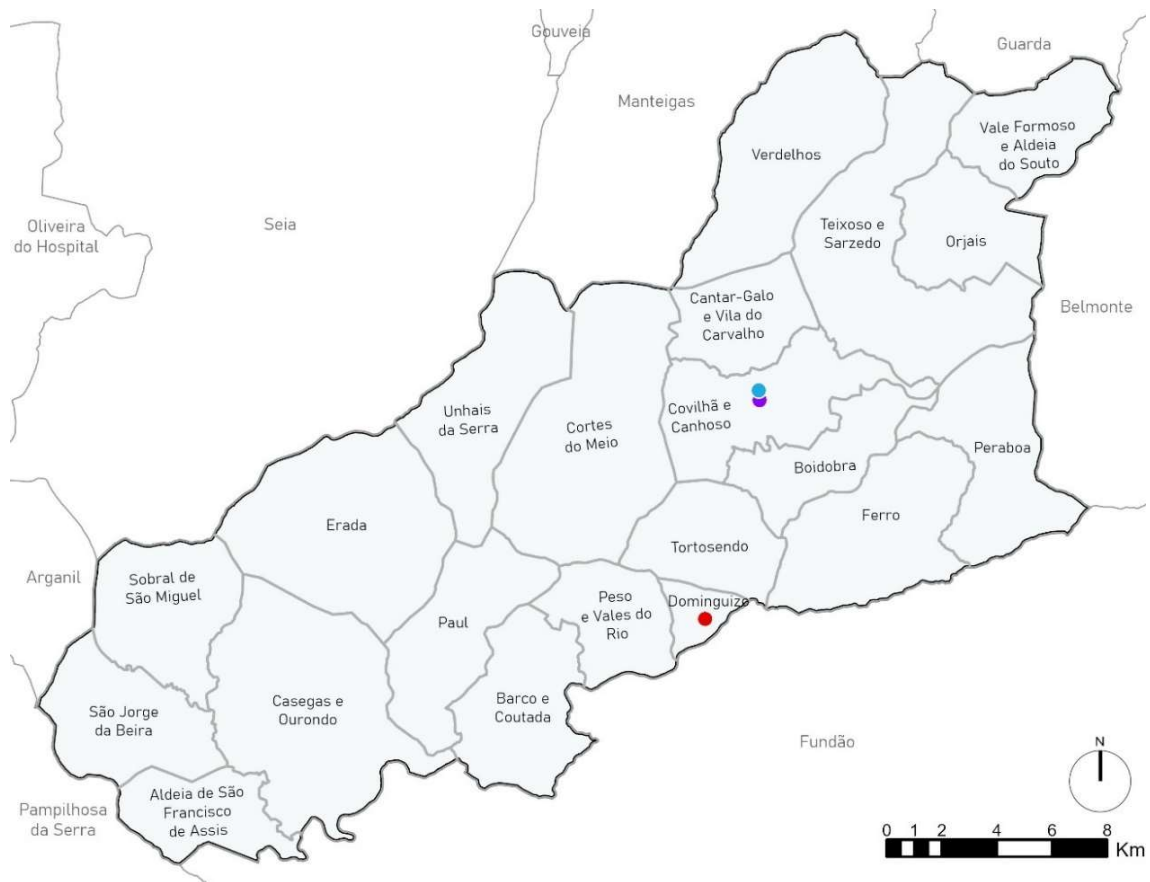 Gouveia
Guarda
Manteigas
Vale Formoso
e Aldeia
do Souto
Verdelhos
Oliveira
do Hospital
Seia
Teixoso e
Sarzedo
Orjais
Cantar-Galo
e Vila do
Carvalho
Belmonte
Unhais
da Serra
Cortes
do Meio
Covilhã e
Canhoso
Boidobra
Peraboa
Erada
Ferro
Tortosendo
Arganil
Sobral de
São Miguel
Peso
e Vales do
Rio
Dominguizo
Paul
São Jorge
da Beira
Casegas e
Ourondo
Barco e
Coutada
Fundão
N
Aldeia de São
Francisco
de Assis
Pampilhosa
da Serra
0 1 2 4 6 8
Km